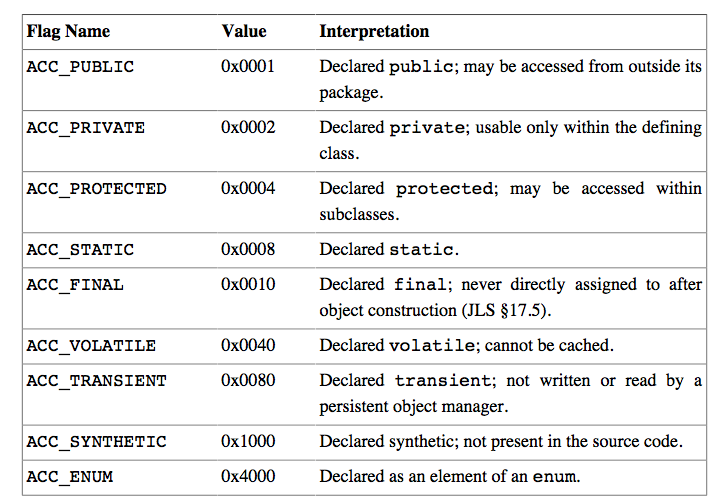 Flag Name Value Interpretation
ACC_PUBLIC 0x0001 Declared public; may be accessed from outside its
package.
ACC_PRIVATE 0x0002 Declared private; usable only within the defining
class.
ACC_PROTECTED 0x0004 Declared protected; may be accessed within
subclasses.
ACC_STATIC 0x0008 Declared static.
ACC_FINAL 0x0010 Declared final; never directly assigned to after
object construction (JLS §17.5).
ACC_VOLATILE 0x0040 Declared volatile; cannot be cached.
ACC_TRANSIENT 0x0080 Declared transient; not written or read by a
persistent object manager.
ACC_SYNTHETIC 0x1000 Declared synthetic; not present in the source code.
ACC_ENUM 0x4000 Declared as an element of an enum.